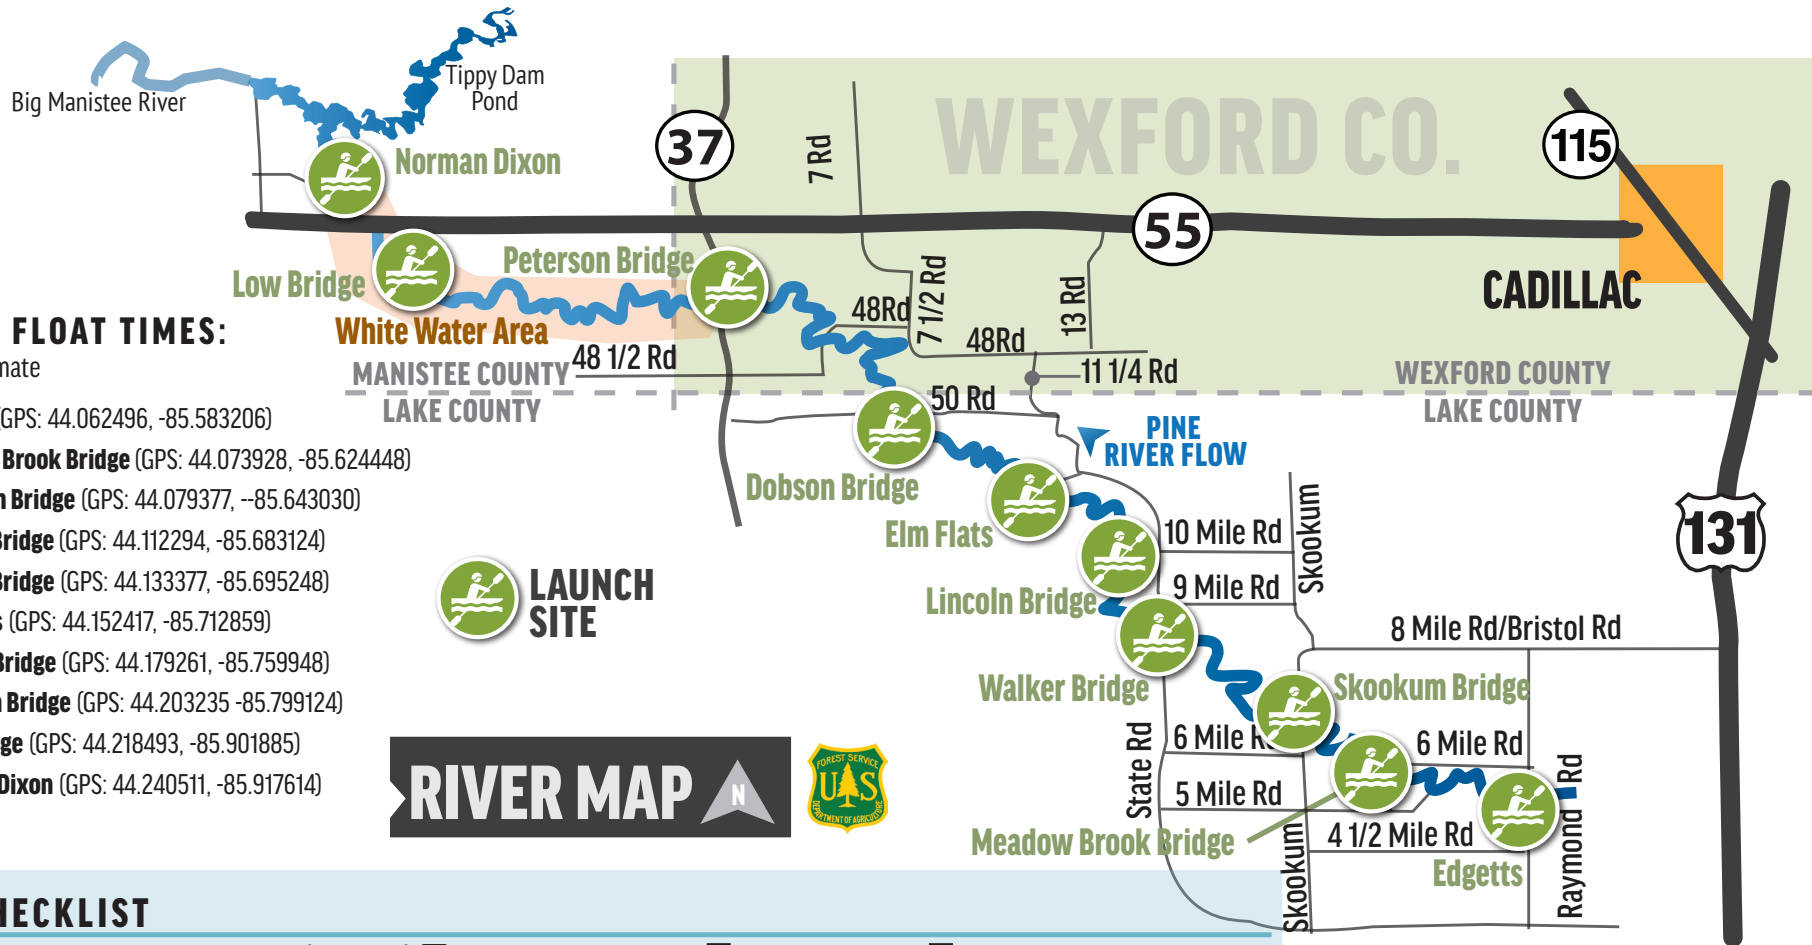 Big Manistee River
Tippy Dam
Pond
Norman Dixon
37
7 Rd
WEXFORD CO.
115
55
Low Bridge
Peterson Bridge
48Rd
7 1/2 Rd
13 Rd
CADILLAC
FLOAT TIMES:
White Water Area
48Rd
48 1/2 Rd
11 1/4 Rd
MANISTEE COUNTY
LAKE COUNTY
WEXFORD COUNTY
LAKE COUNTY
50 Rd
(GPS: 44.062496, -85.583206)
Brook Bridge (GPS: 44.073928, -85.624448)
Bridge (GPS: 44.079377, --85.643030)
Bridge (GPS: 44.112294, -85.683124)
Bridge (GPS: 44.133377, -85.695248)
(GPS: 44.152417, -85.712859)
Bridge (GPS: 44.179261, -85.759948)
Bridge (GPS: 44.203235 -85.799124)
(GPS: 44.218493, -85.901885)
Dixon (GPS: 44.240511, -85.917614)
PINE
RIVER FLOW
Dobson Bridge
Elm Flats
10 Mile Rd
Skookum
131
LAUNCH
SITE
9 Mile Rd
Lincoln Bridge
8 Mile Rd/Bristol Rd
Walker Bridge
Skookum Bridge
State Rd
6 Mile R
6 Mile Rd
RIVER MAP
N
FOREST SERVICE
U S
DEPARTMENT OF AGRICULTURE
5 Mile Rd
Raymond Rd
Meadow Brook Bridge
4 1/2 Mile Rd
Edgetts
Skookum
HECKLIST